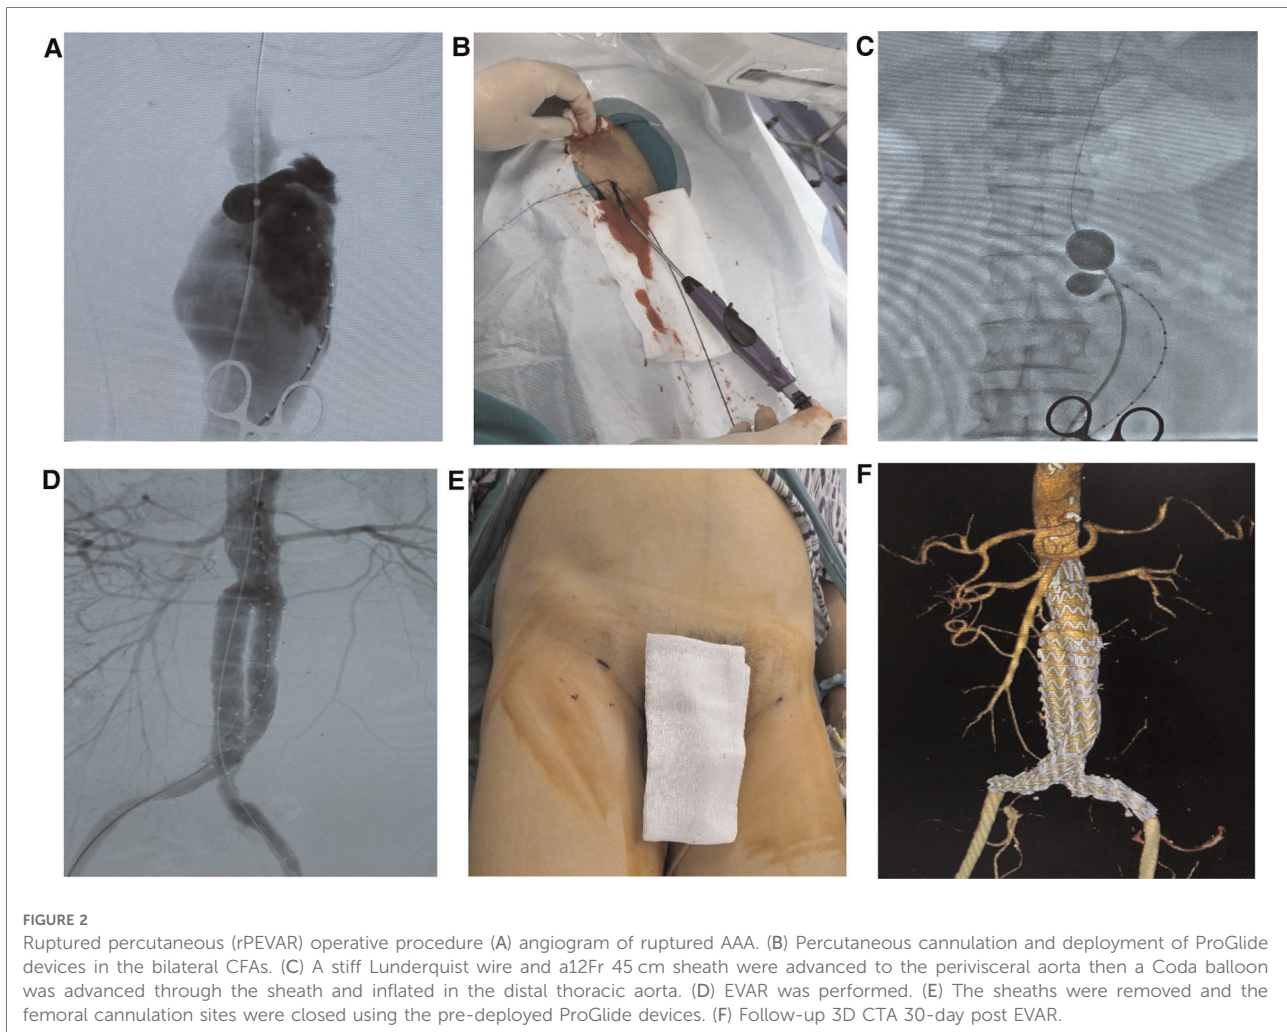 A
B
C
D
E
F
FIGURE 2
Ruptured percutaneous (rPEVAR) operative procedure (A) angiogram of ruptured AAA. (B) Percutaneous cannulation and deployment of ProGlide
devices in the bilateral CFAs. (C) A stiff Lunderquist wire and a12Fr 45 cm sheath were advanced to the perivisceral aorta then a Coda balloon
was advanced through the sheath and inflated in the distal thoracic aorta. (D) EVAR was performed. (E) The sheaths were removed and the
femoral cannulation sites were closed using the pre-deployed ProGlide devices. (F) Follow-up 3D CTA 30-day post EVAR.